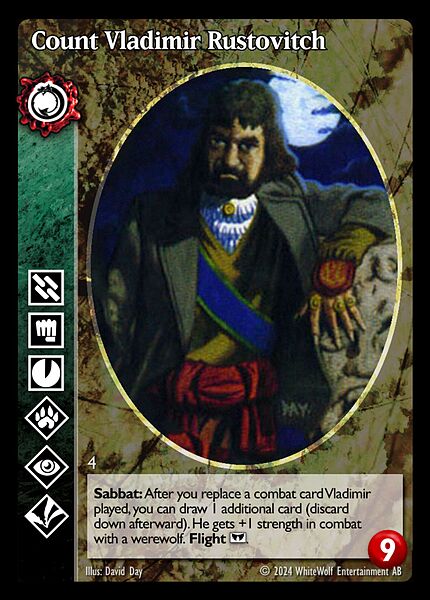 Count Vladimir Rustovitch
DAY.
4
Sabbat: After you replace a combat card Vladimir
played, you can draw 1 additional card (discard
down afterward). He gets +1 strength in combat
with a werewolf. Flight
9
Illus: David Day
© 2024 WhiteWolf Entertainment AB